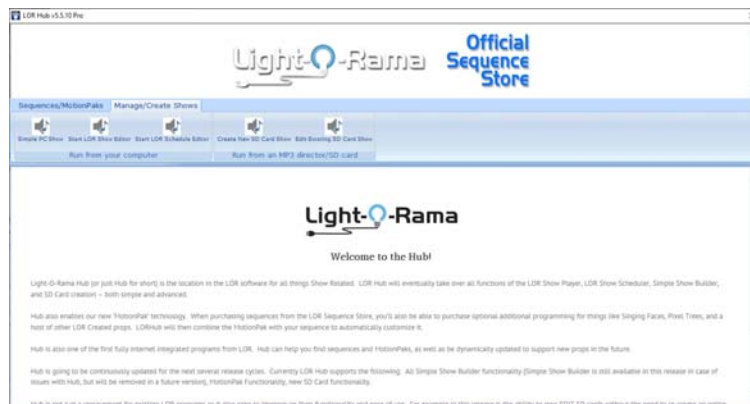 LOR Hub v5.5.10 Pro
Light-O-Rama
Official
Sequence
Store
Sequences/MotionPaks Manage/Create Shows
Simple PC Show Start LOR Show Editor Start LOR Schedule Editor Create New SD Card Show Edit Existing SD Card Show
Run from your computer Run from an MP3 director/SD card
Light-O-Rama
Welcome to the Hub!
Light-O-Rama Hub (or just Hub for short) is the location in the LOR software for all things Show Related. LOR Hub will eventually take over all functions of the LOR Show Player, LOR Show Scheduler, Simple Show Builder,
and SD Card creation – both simple and advanced.
Hub also enables our new 'MotionPak' technology. When purchasing sequences from the LOR Sequence Store, you'll also be able to purchase optional additional programming for things like Singing Faces, Pixel Trees, and a
host of other LOR Created props. LORHub will then combine the MotionPak with your sequence to automatically customize it.
Hub is also one of the first fully internet integrated programs from LOR. Hub can help you find sequences and MotionPaks, as well as be dynamically updated to support new props in the future.
Hub is going to be continuously updated for the next several release cycles. Currently LOR Hub supports the following: All Simple Show Builder functionality (Simple Show Builder is still available in this release in case of
issues with Hub, but will be removed in a future version), MotionPak Functionality, new SD Card functionality.